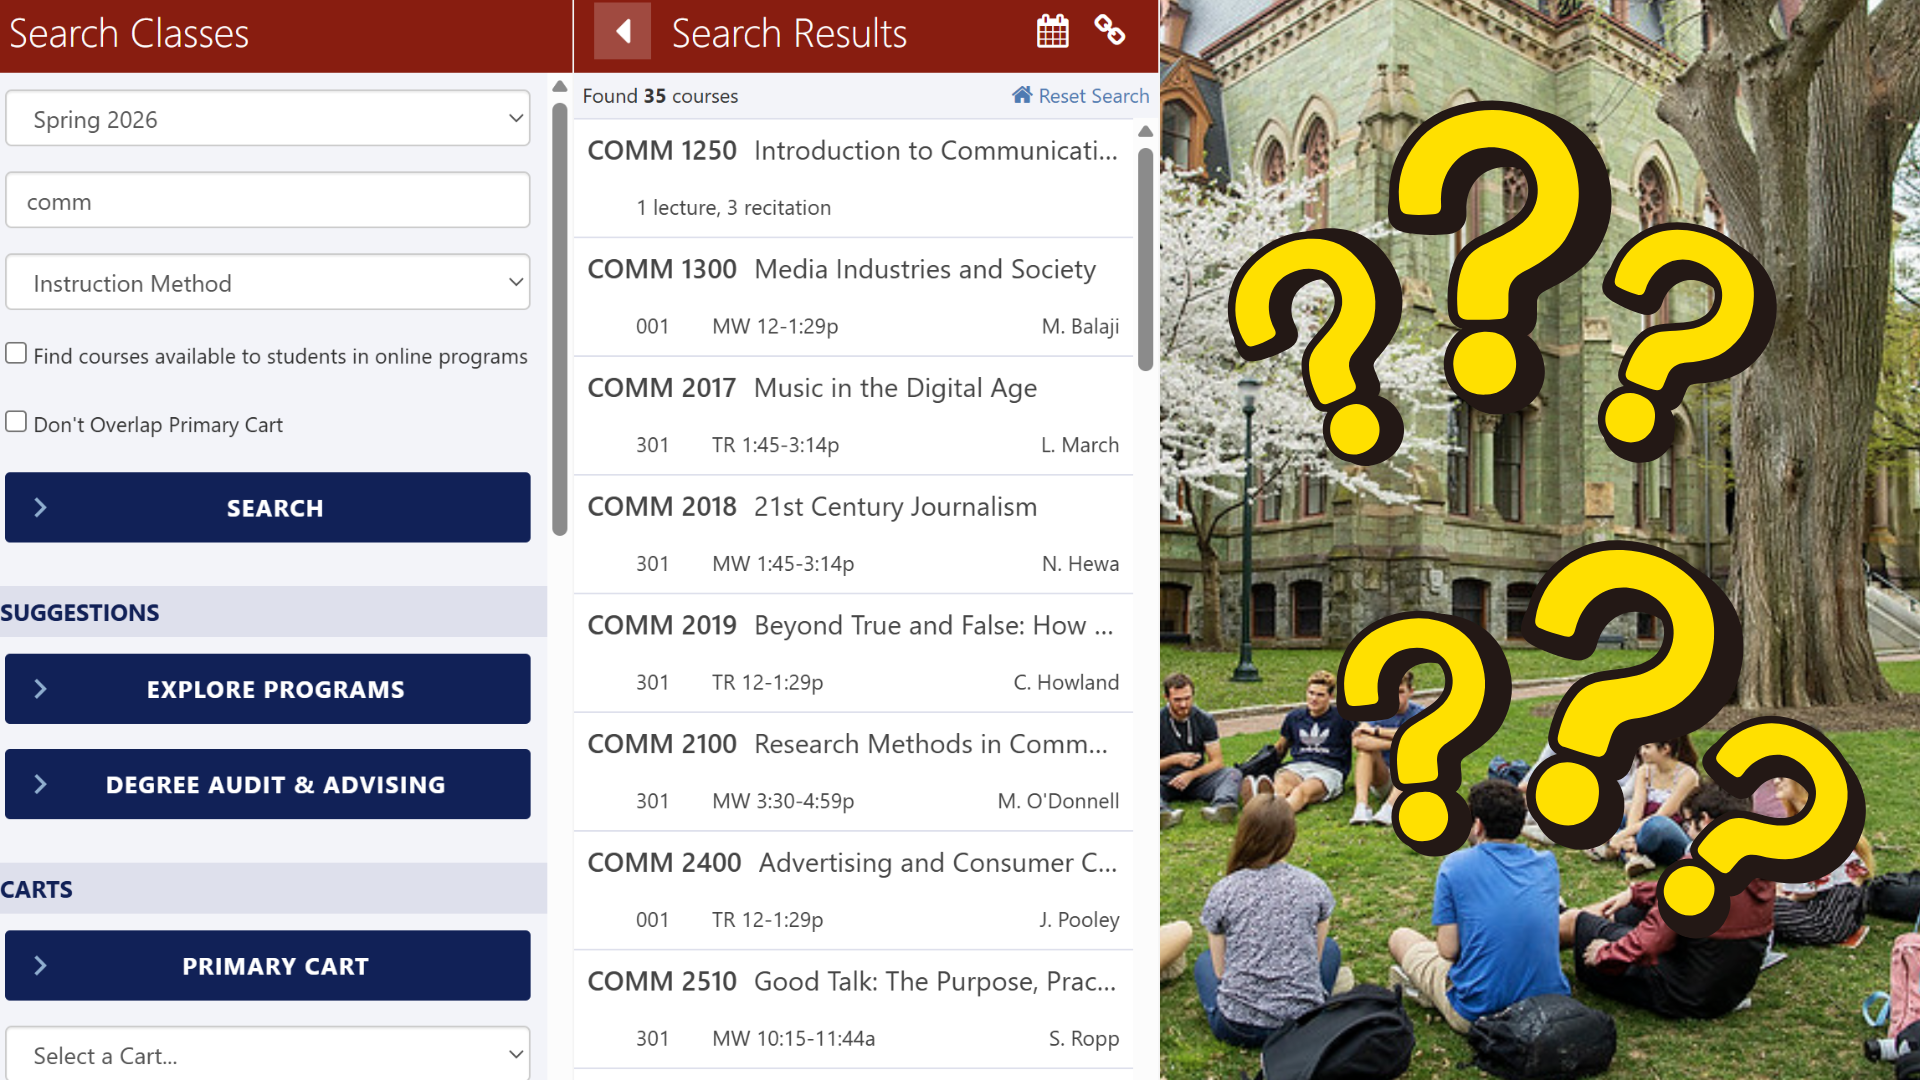 Search Classes
Spring 2026
comm
Instruction Method
Find courses available to students in online programs
Don't Overlap Primary Cart
SEARCH
SUGGESTIONS
EXPLORE PROGRAMS
DEGREE AUDIT & ADVISING
CARTS
PRIMARY CART
Select a Cart...
Search Results
Found 35 courses
Reset Search
COMM 1250 Introduction to Communicati...
1 lecture, 3 recitation
COMM 1300 Media Industries and Society
001 MW 12-1:29p M. Balaji
COMM 2017 Music in the Digital Age
301 TR 1:45-3:14p L. March
COMM 2018 21st Century Journalism
301 MW 1:45-3:14p N. Hewa
COMM 2019 Beyond True and False: How ...
301 TR 12-1:29p C. Howland
COMM 2100 Research Methods in Comm...
301 MW 3:30-4:59p M. O'Donnell
COMM 2400 Advertising and Consumer C...
001 TR 12-1:29p J. Pooley
COMM 2510 Good Talk: The Purpose, Prac...
301 MW 10:15-11:44a S. Ropp
? ? ?
? ? ?